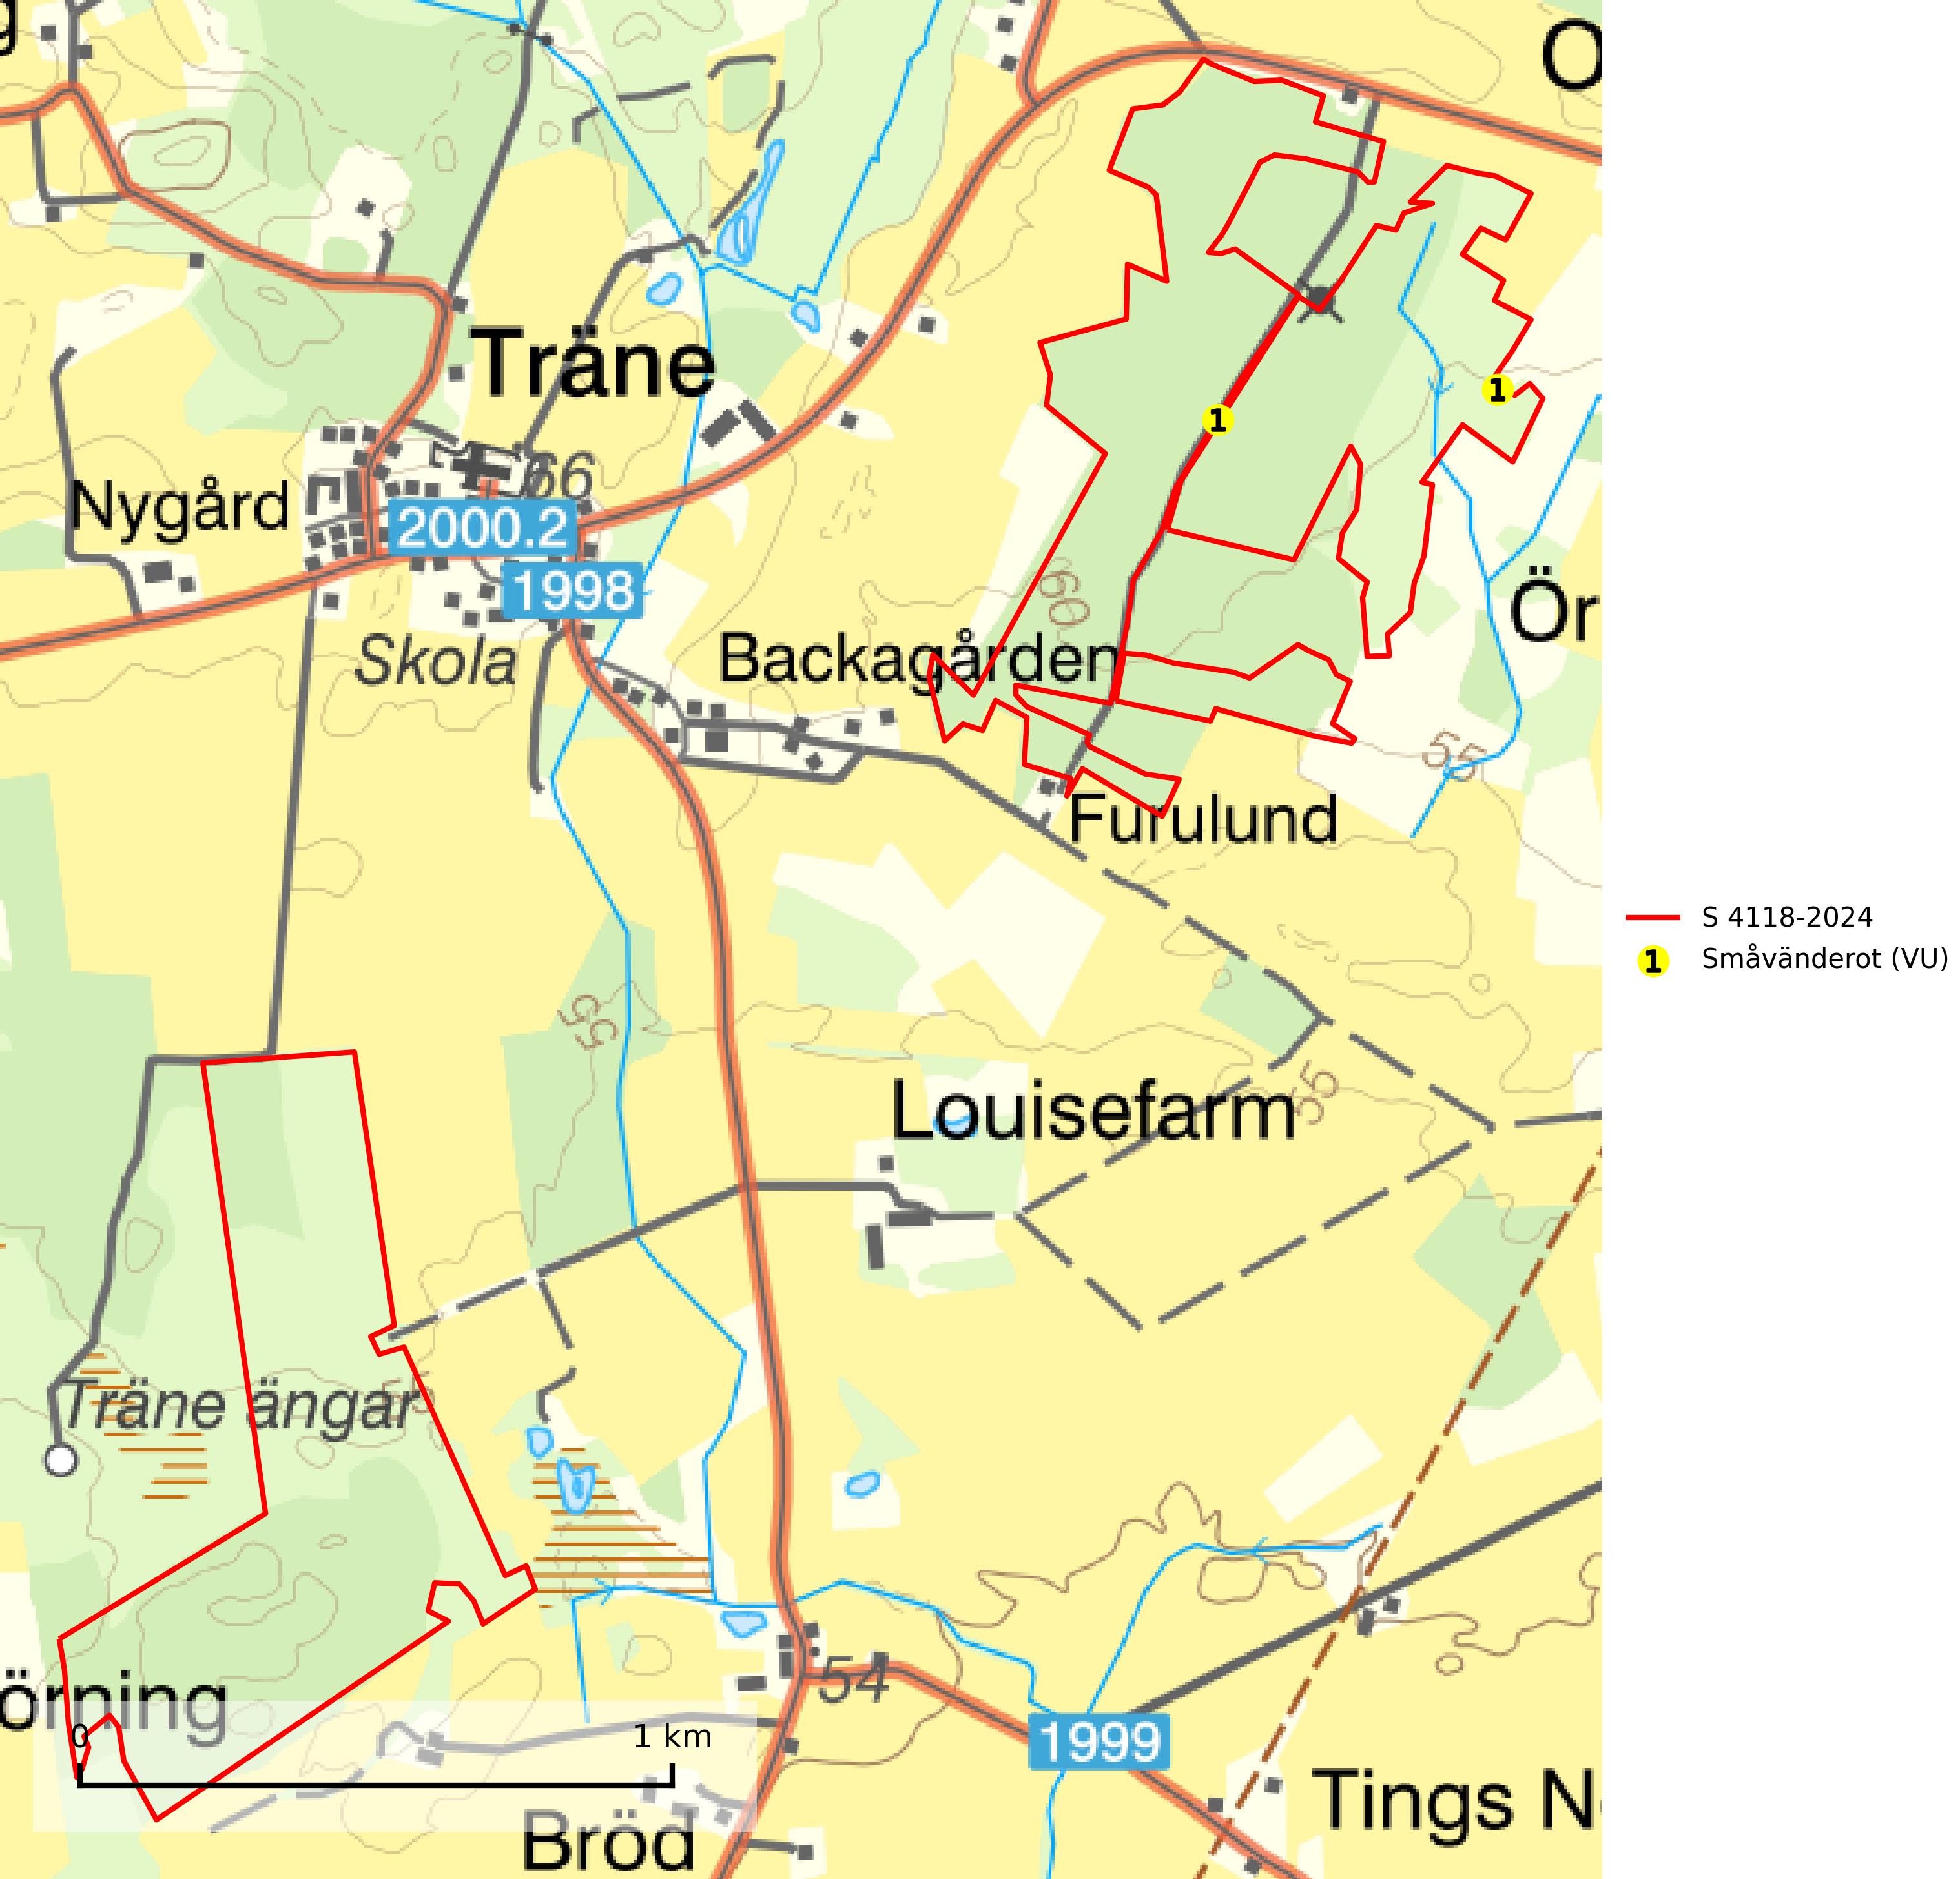 O
Träne
1
1
66
Nygård
2000.2
1998
60
Ör
Skola
Backagården
55
Furulund
55
Louisefarm
55
Träne ängar
54
örning
0
1 km
1999
Tings N
Bröd
S 4118-2024
1 Småvänderot (VU)